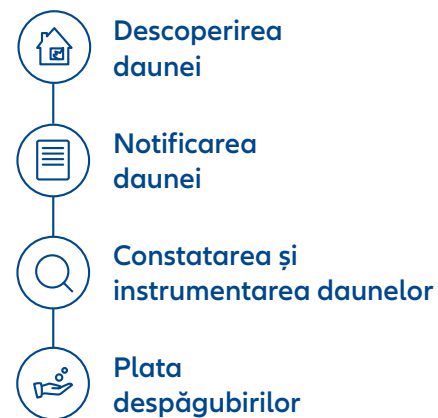 Descoperirea
daunei
Notificarea
daunei
Constatarea și
instrumentarea daunelor
Plata
despăgubirilor